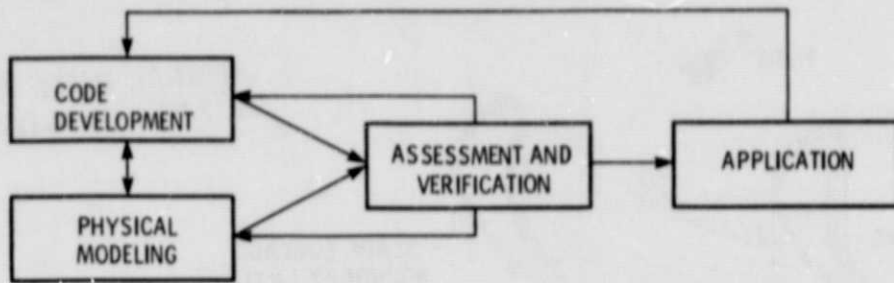 CODE
DEVELOPMENT
PHYSICAL
MODELING
ASSESSMENT AND
VERIFICATION
APPLICATION